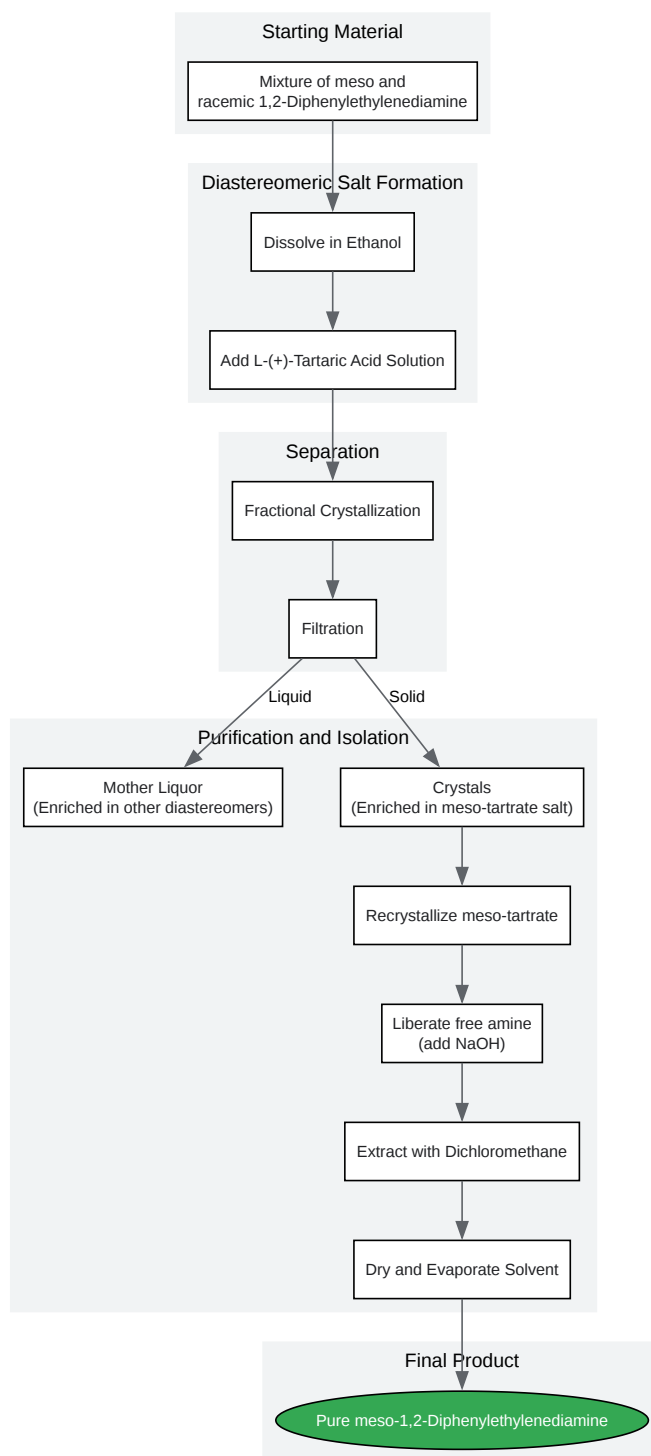 Starting Material
Mixture of meso and
racemic 1,2-Diphenylethylenediamine
Diastereomeric Salt Formation
Dissolve in Ethanol
Add L-(+)-Tartaric Acid Solution
Separation
Fractional Crystallization
Filtration
Liquid
Solid
Purification and Isolation
Mother Liquor
(Enriched in other diastereomers)
Crystals
(Enriched in meso-tartrate salt)
Recrystallize meso-tartrate
Liberate free amine
(add NaOH)
Extract with Dichloromethane
Dry and Evaporate Solvent
Final Product
Pure meso-1,2-Diphenylethylenediamine